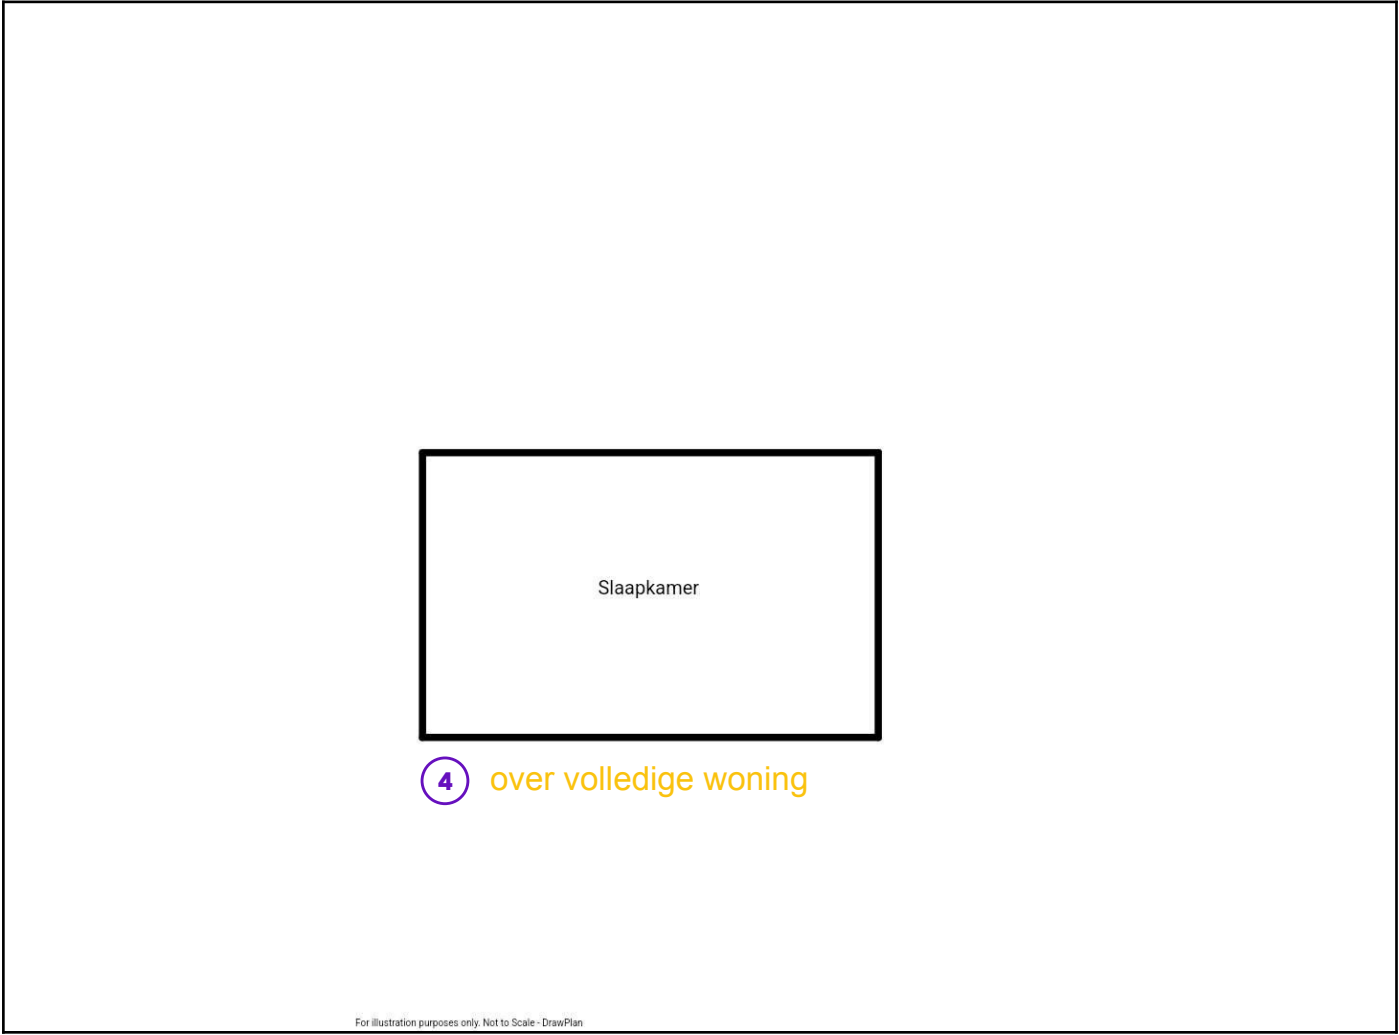 Slaapkamer
4 over volledige woning
For illustration purposes only. Not to Scale - DrawPlan